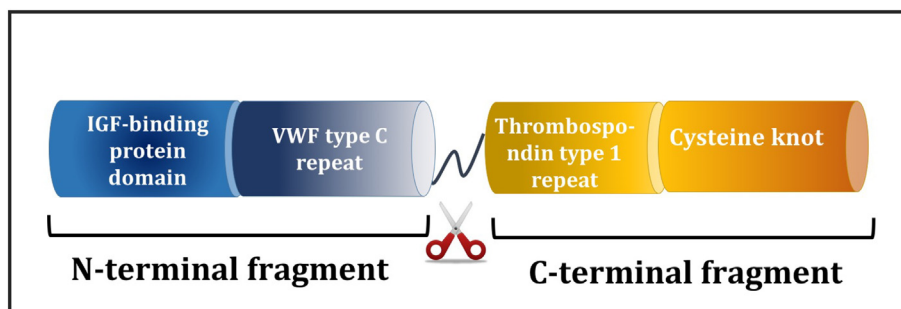 IGF-binding
protein
domain
VWF type C
repeat
Thrombospo-
ndin type 1
repeat
Cysteine knot
N-terminal fragment
C-terminal fragment